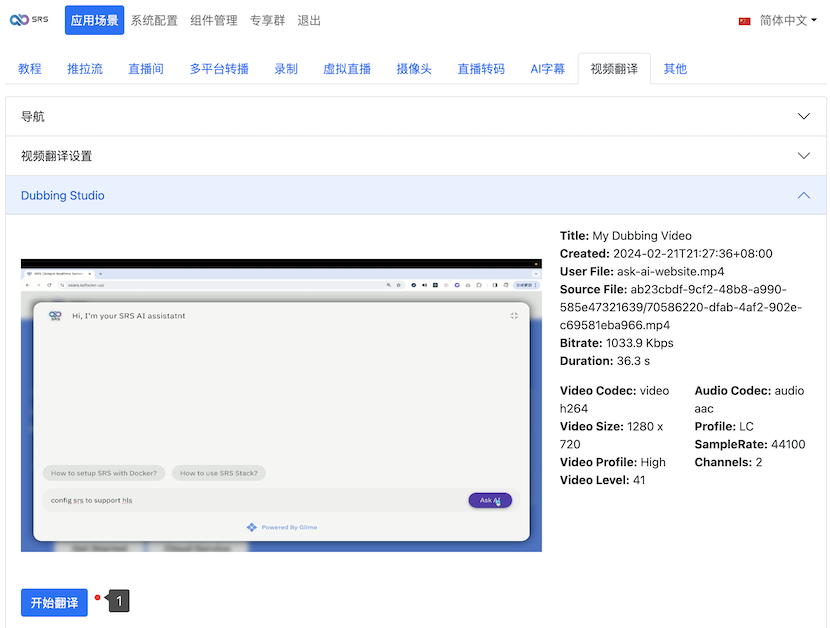 SRS 应用场景 系统配置 组件管理 专享群 退出 简体中文
教程 推拉流 直播间 多平台转播 录制 虚拟直播 摄像头 直播转码 AI字幕 视频翻译 其他
导航
视频翻译设置
Dubbing Studio
Title: My Dubbing Video
Created: 2024-02-21T21:27:36+08:00
User File: ask-ai-website.mp4
Source File: ab23cbdf-9cf2-48b8-a990-
585e47321639/70586220-dfab-4af2-902e-
c69581eba966.mp4
Bitrate: 1033.9 Kbps
Duration: 36.3 s
Video Codec: video
h264
Video Size: 1280 x
720
Video Profile: High
Video Level: 41
Audio Codec: audio
aac
Profile: LC
SampleRate: 44100
Channels: 2
SRS
Hi, I'm your SRS AI assistatnt
How to setup SRS with Docker? How to use SRS Stack?
config srs to support hls
Ask AI
Powered By Glime
开始翻译 1